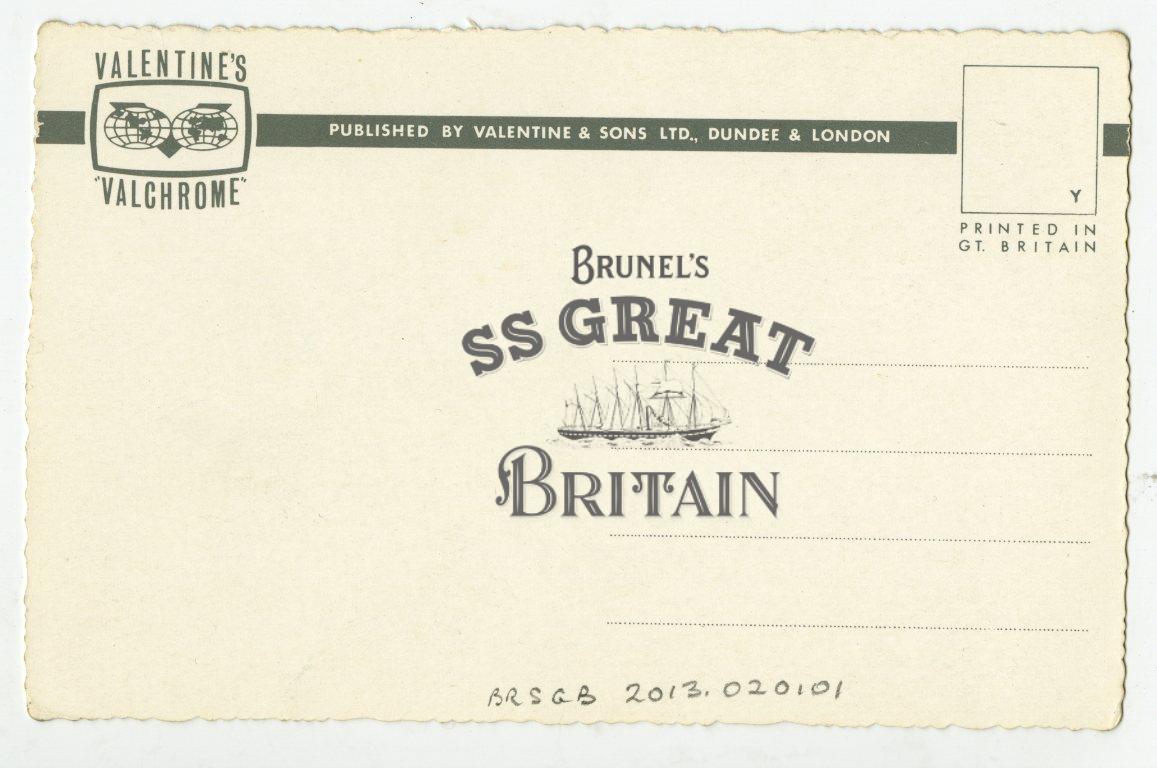 VALENTINE'S
"VALCHROME"
PUBLISHED BY VALENTINE & SONS LTD., DUNDEE & LONDON
Y
PRINTED IN
GT. BRITAIN
BRUNEL'S
SS GREAT
BRITAIN
BRSGB 2013.020101